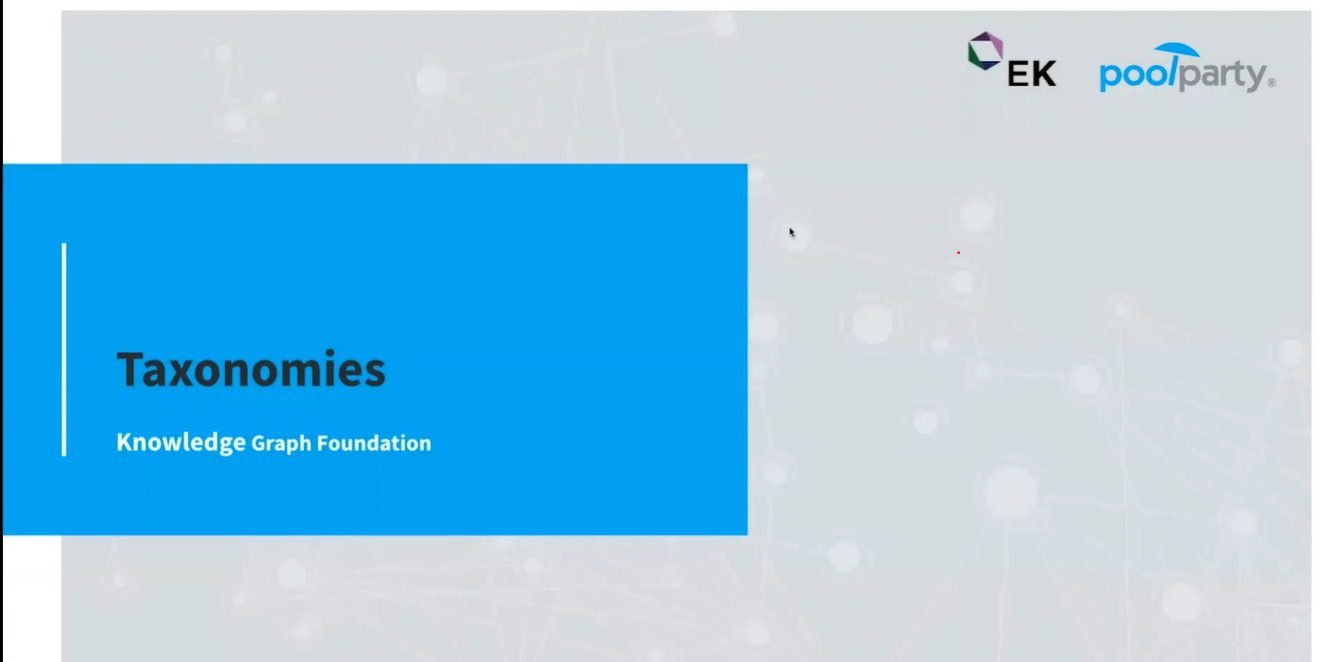 EK
poolparty®
Taxonomies
Knowledge Graph Foundation